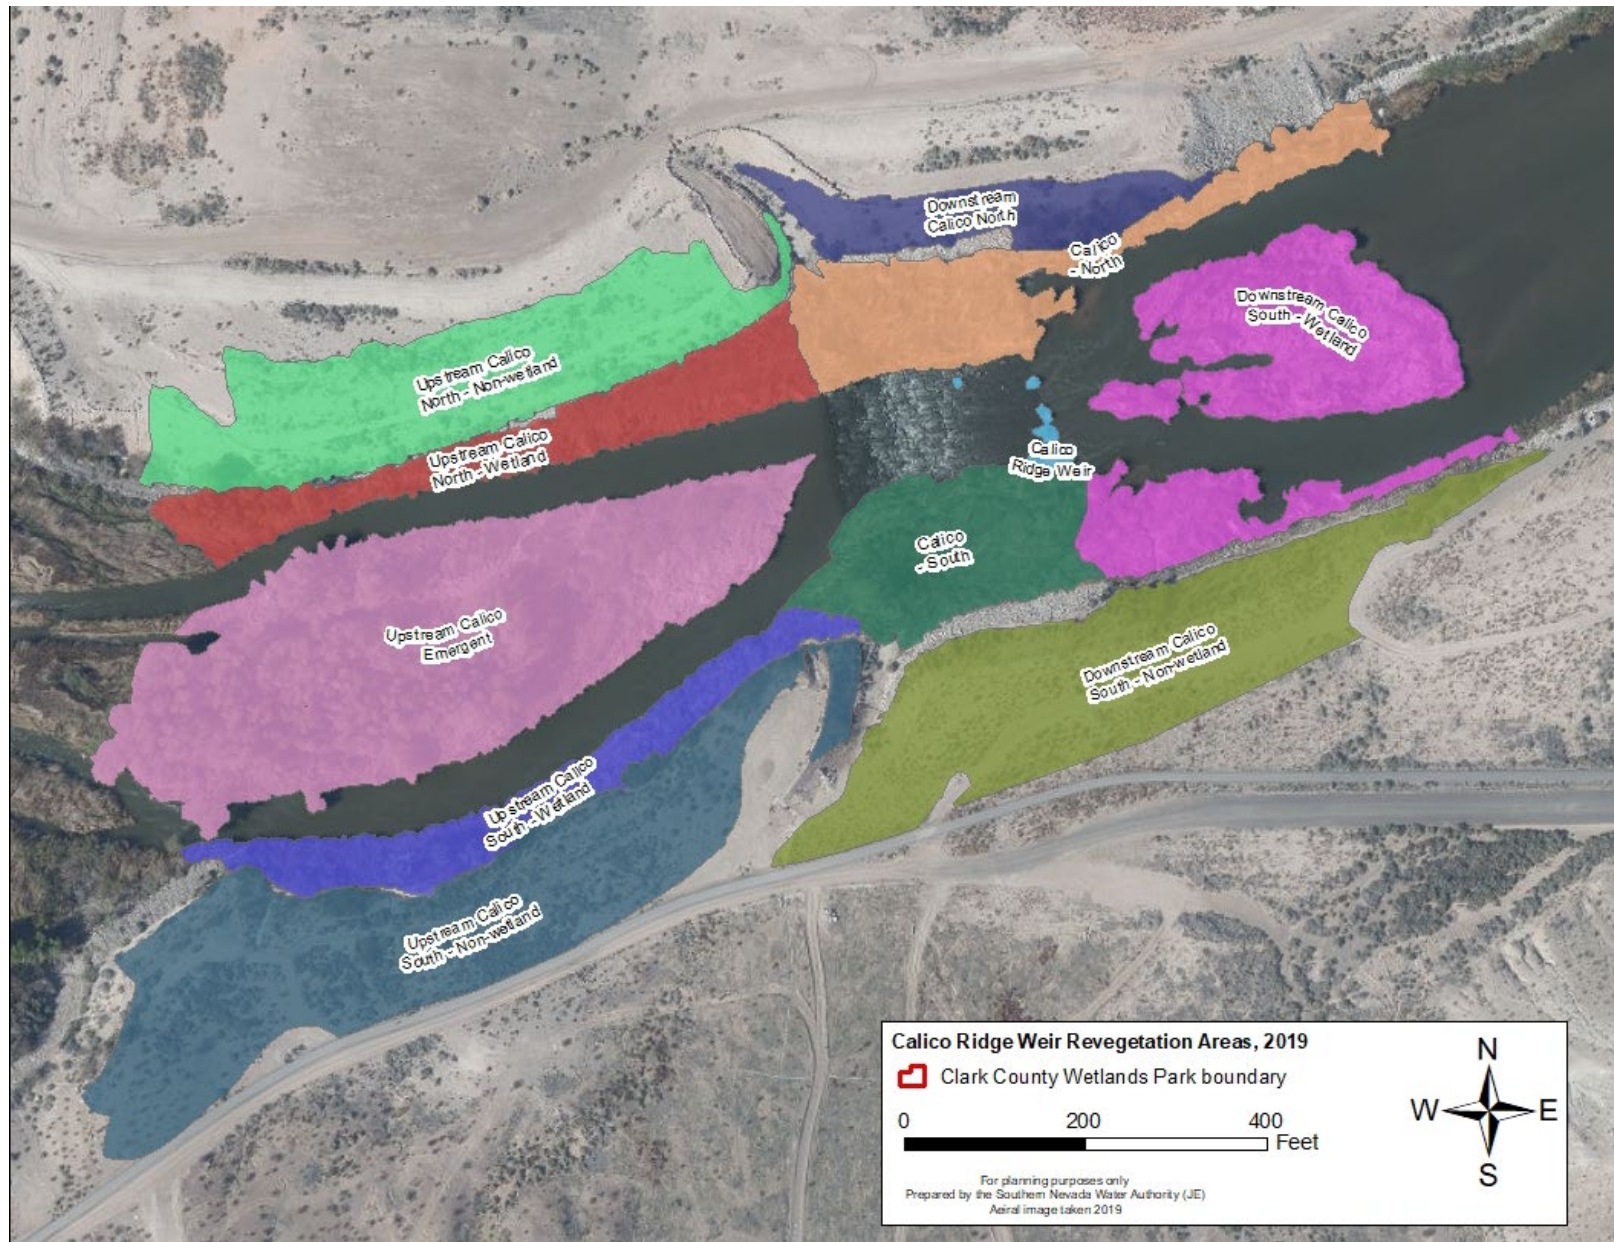 Downstream
Calico North
Calico
- North
Downstream Calico
South - Wetland
Upstream Calico
North - Non-wetland
Upstream Calico
North - Wetland
Calico
Ridge Weir
Calico
- South
Upstream Calico
Emergent
Downstream Calico
South - Non-wetland
Upstream Calico
South - Wetland
Upstream Calico
South - Non-wetland
Calico Ridge Weir Revegetation Areas, 2019
Clark County Wetlands Park boundary
0 200 400
Feet
For planning purposes only
Prepared by the Southern Nevada Water Authority (JE)
Aeiral image taken 2019
N
W E
S